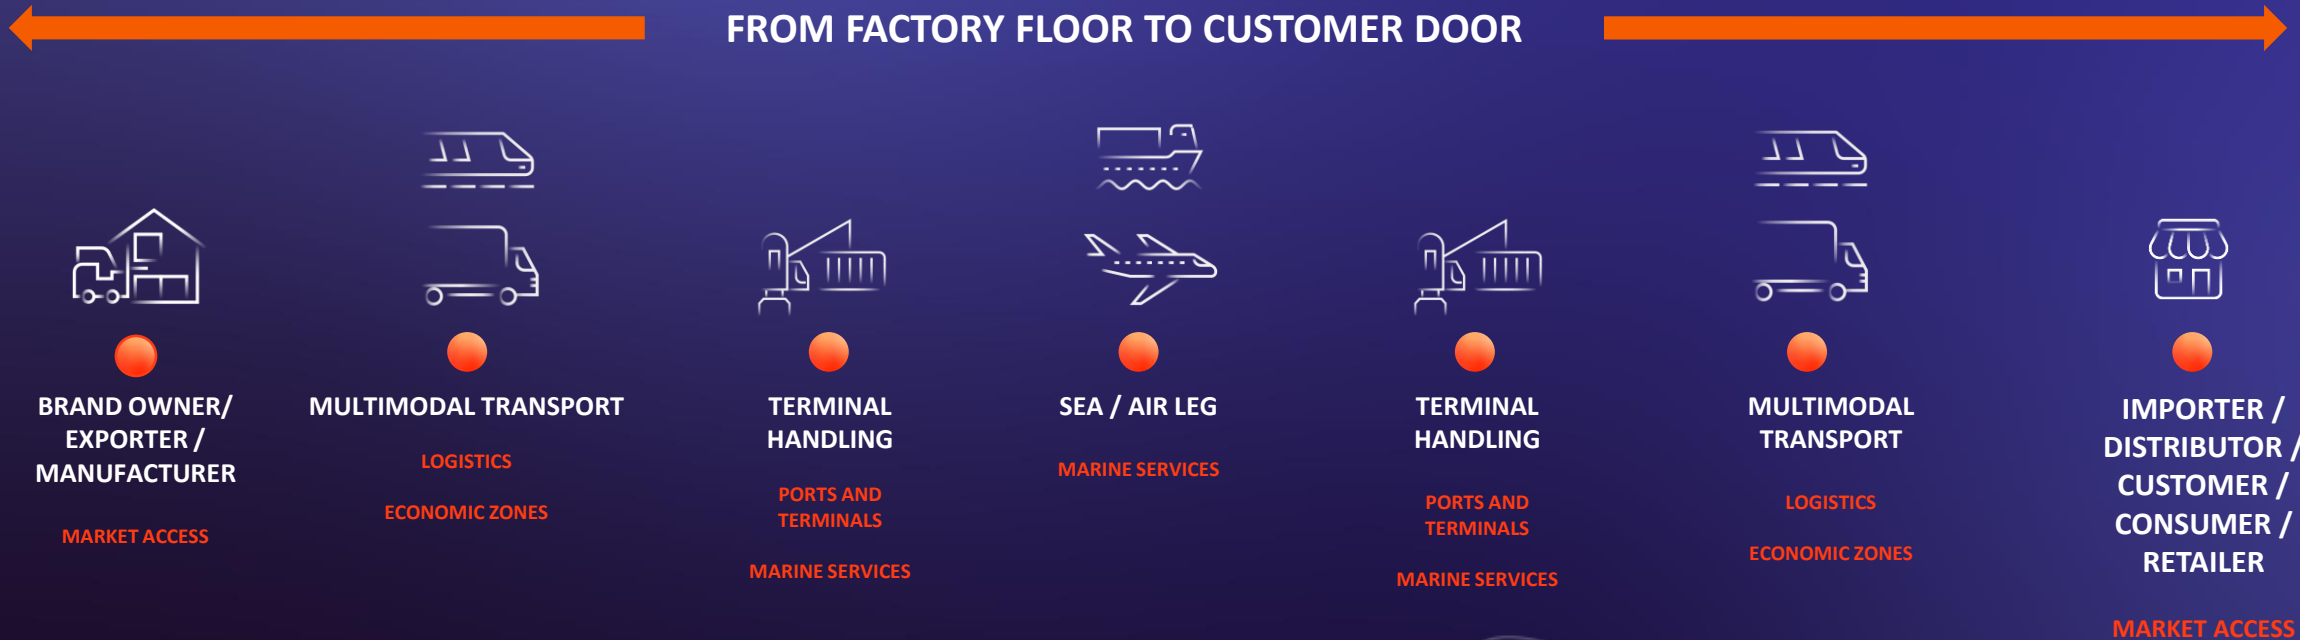 FROM FACTORY FLOOR TO CUSTOMER DOOR
BRAND OWNER/
EXPORTER /
MANUFACTURER
MARKET ACCESS
MULTIMODAL TRANSPORT
LOGISTICS
ECONOMIC ZONES
TERMINAL
HANDLING
PORTS AND
TERMINALS
MARINE SERVICES
SEA / AIR LEG
MARINE SERVICES
TERMINAL
HANDLING
PORTS AND
TERMINALS
MARINE SERVICES
MULTIMODAL
TRANSPORT
LOGISTICS
ECONOMIC ZONES
IMPORTER /
DISTRIBUTOR /
CUSTOMER /
CONSUMER /
RETAILER
MARKET ACCESS